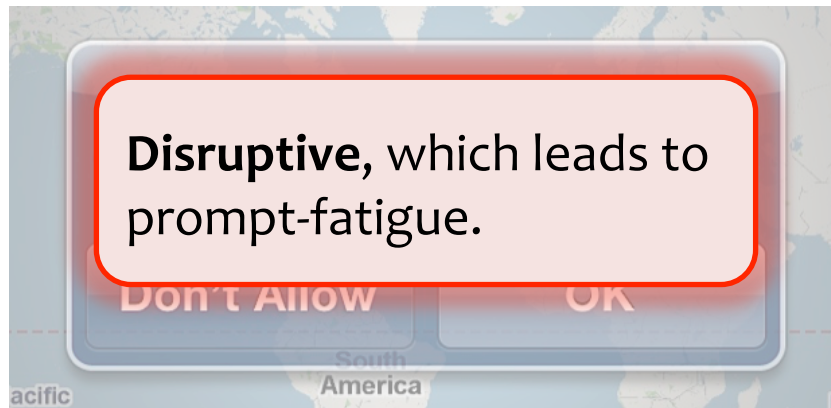 Disruptive, which leads to
prompt-fatigue.
Don't Allow OK
South
America
acific